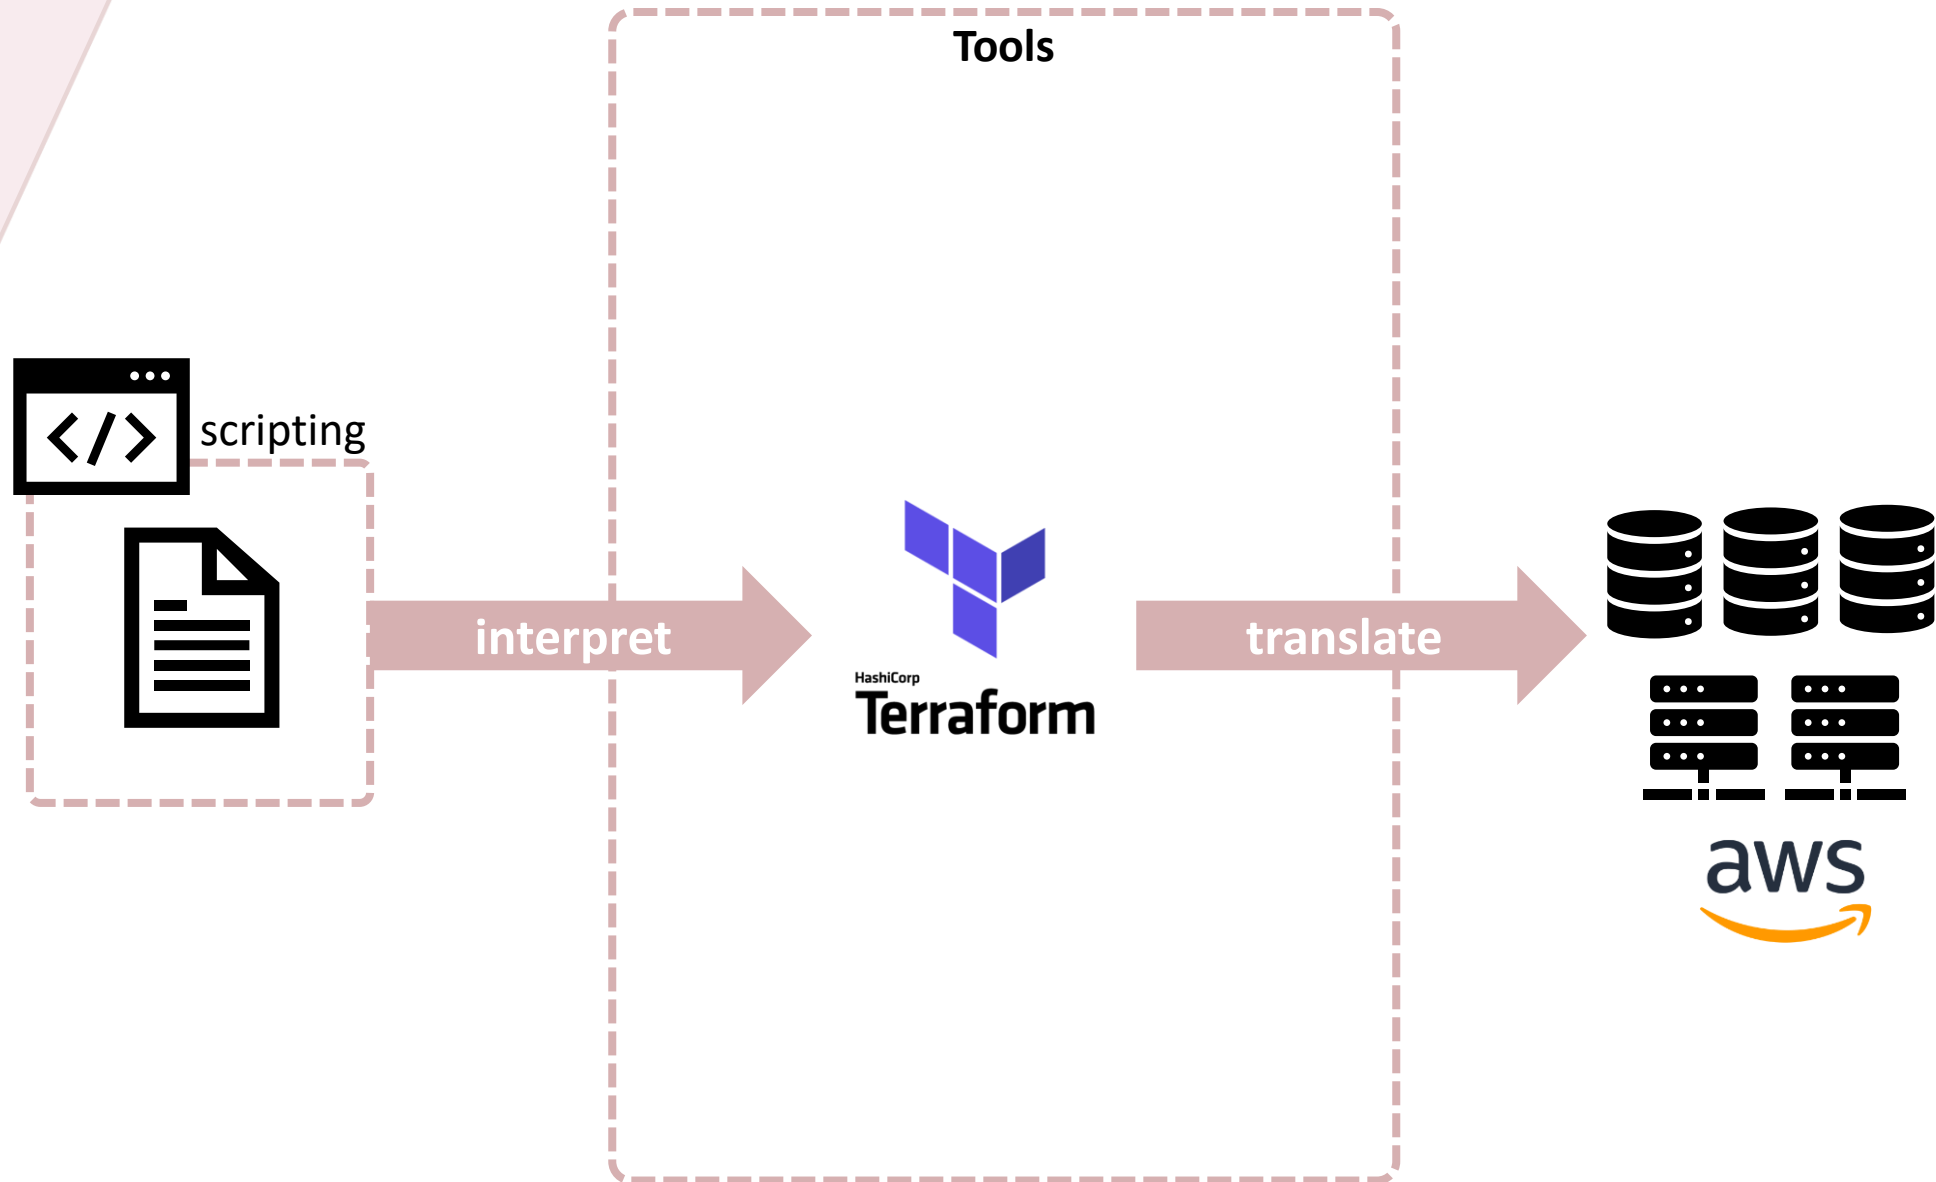 Tools
scripting
</>
interpret
translate
HashiCorp
Terraform
aws